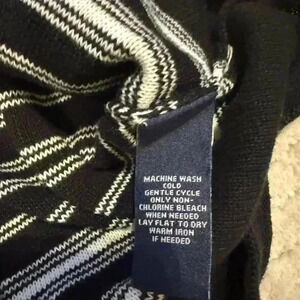 MACHINE WASH
COLD
GENTLE CYCLE
ONLY NON-
CHLORINE BLEACH
WHEN NEEDED
LAY FLAT TO DRY
WARM IRON
IF NEEDED